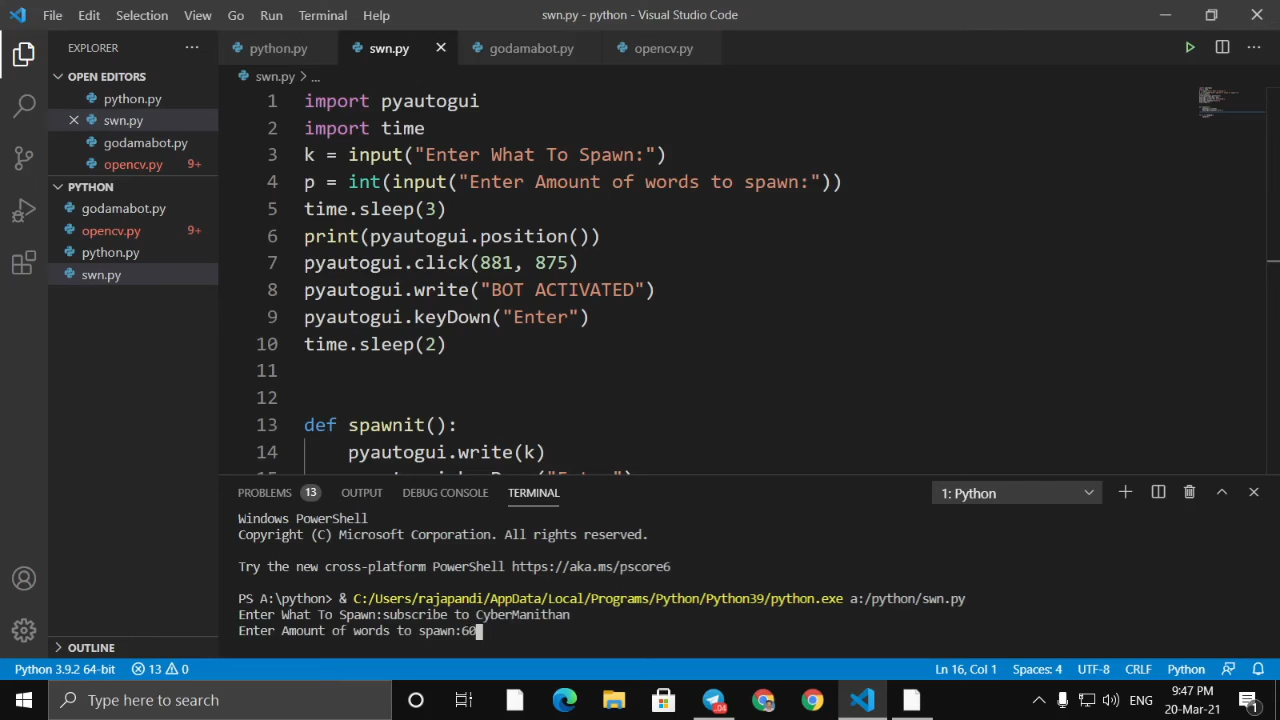 File Edit Selection View Go Run Terminal Help swn.py - python - Visual Studio Code
EXPLORER ... python.py swn.py godamabot.py opencv.py
swn.py > ...
OPEN EDITORS
python.py
swn.py
godamabot.py
opencv.py 9+
PYTHON
godamabot.py
opencv.py 9+
python.py
swn.py
1 import pyautogui
2 import time
3 k = input("Enter What To Spawn:")
4 p = int(input("Enter Amount of words to spawn:"))
5 time.sleep(3)
6 print(pyautogui.position())
7 pyautogui.click(881, 875)
8 pyautogui.write("BOT ACTIVATED")
9 pyautogui.keyDown("Enter")
10 time.sleep(2)
11
12
13 def spawnit():
14 pyautogui.write(k)
PROBLEMS 13 OUTPUT DEBUG CONSOLE TERMINAL 1: Python
Windows PowerShell
Copyright (C) Microsoft Corporation. All rights reserved.
Try the new cross-platform PowerShell https://aka.ms/pscore6
PS A:\python> & C:/Users/rajapandi/AppData/Local/Programs/Python/Python39/python.exe a:/python/swn.py
Enter What To Spawn:subscribe to CyberManithan
Enter Amount of words to spawn:60
OUTLINE
Python 3.9.2 64-bit 13 0 Ln 16, Col 1 Spaces: 4 UTF-8 CRLF Python
Type here to search .04 ENG 9:47 PM
20-Mar-21 1